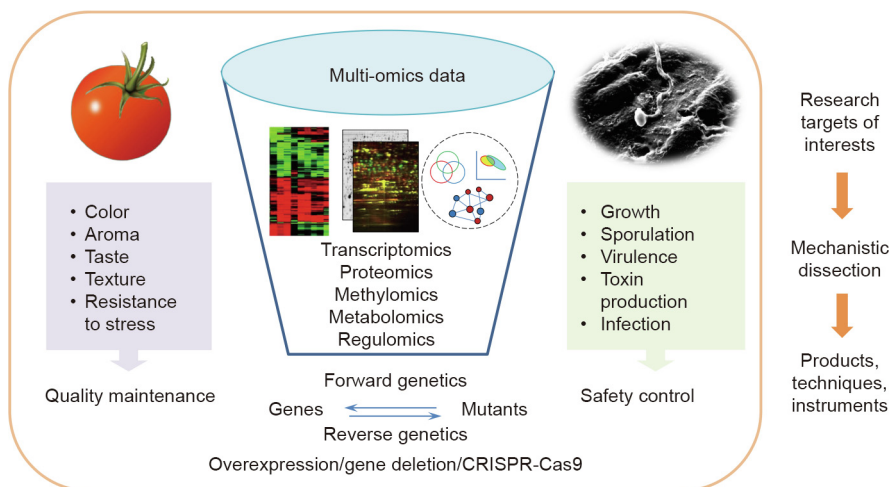 Multi-omics data
• Color
• Aroma
• Taste
• Texture
• Resistance
to stress
Quality maintenance
Transcriptomics
Proteomics
Methylomics
Metabolomics
Regulomics
Forward genetics
Genes
Mutants
Reverse genetics
Overexpression/gene deletion/CRISPR-Cas9
• Growth
• Sporulation
• Virulence
• Toxin
production
• Infection
Safety control
Research
targets of
interests
Mechanistic
dissection
Products,
techniques,
instruments